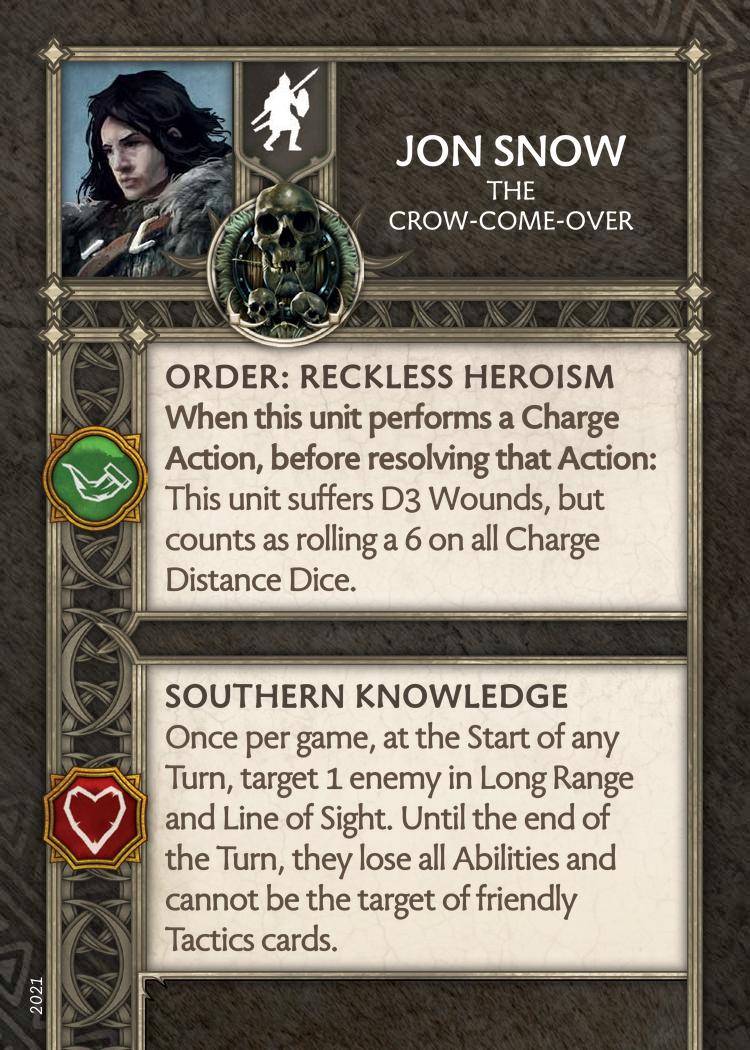 JON SNOW
THE
CROW-COME-OVER
ORDER: RECKLESS HEROISM
When this unit performs a Charge
Action, before resolving that Action:
This unit suffers D3 Wounds, but
counts as rolling a 6 on all Charge
Distance Dice.
SOUTHERN KNOWLEDGE
Once per game, at the Start of any
Turn, target 1 enemy in Long Range
and Line of Sight. Until the end of
the Turn, they lose all Abilities and
cannot be the target of friendly
Tactics cards.
2021